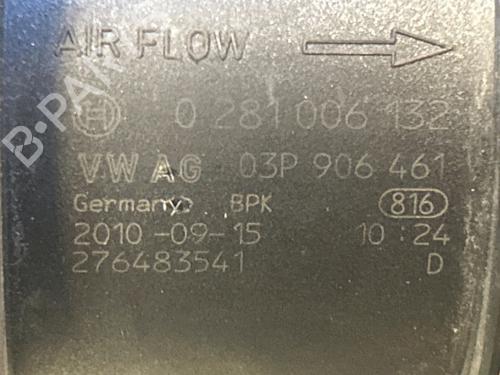 AIR FLOW
0 281 006 132
VW AG 03P 906 461
Germany BPK 816
2010-09-15 10:24
276483541 D
B-PARTS